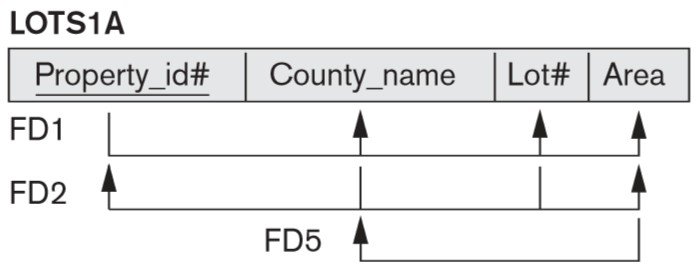 LOTS1A
Property_id# County_name Lot# Area
FD1
FD2
FD5